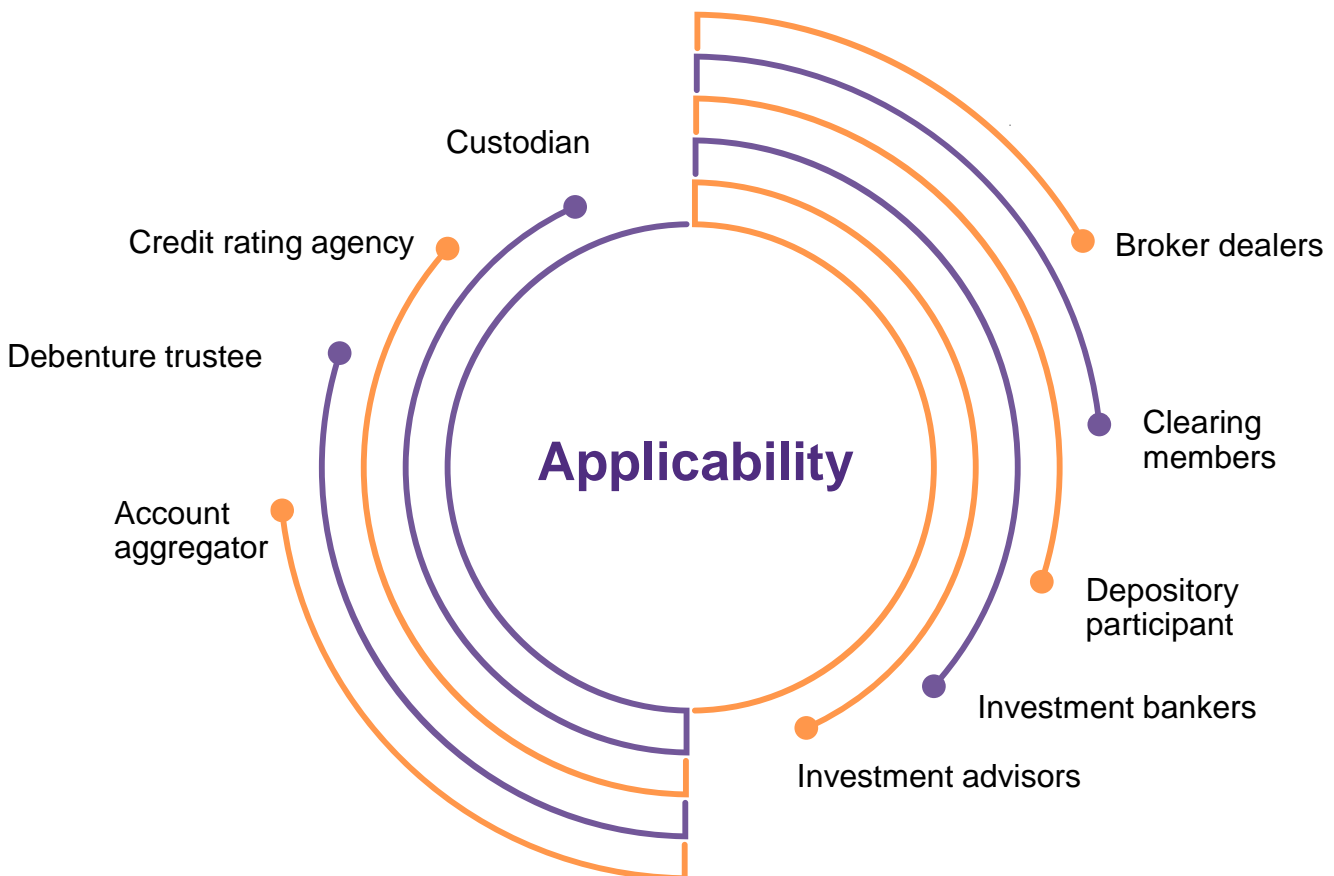 Custodian
Credit rating agency
Debenture trustee
Account
aggregator
Applicability
Broker dealers
Clearing
members
Depository
participant
Investment bankers
Investment advisors